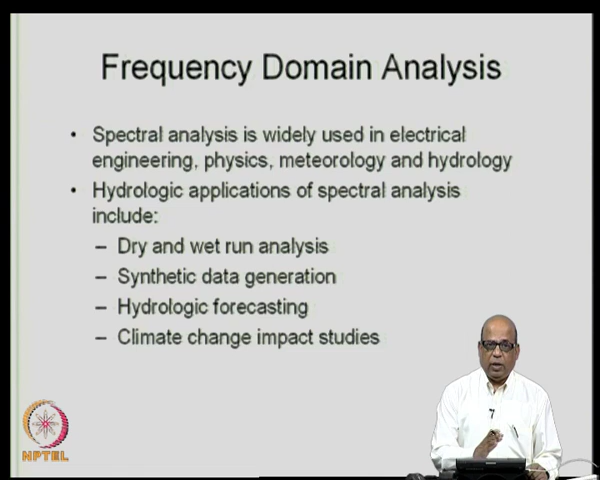 Frequency Domain Analysis
• Spectral analysis is widely used in electrical
engineering, physics, meteorology and hydrology
• Hydrologic applications of spectral analysis
include:
– Dry and wet run analysis
– Synthetic data generation
– Hydrologic forecasting
– Climate change impact studies
NPTEL